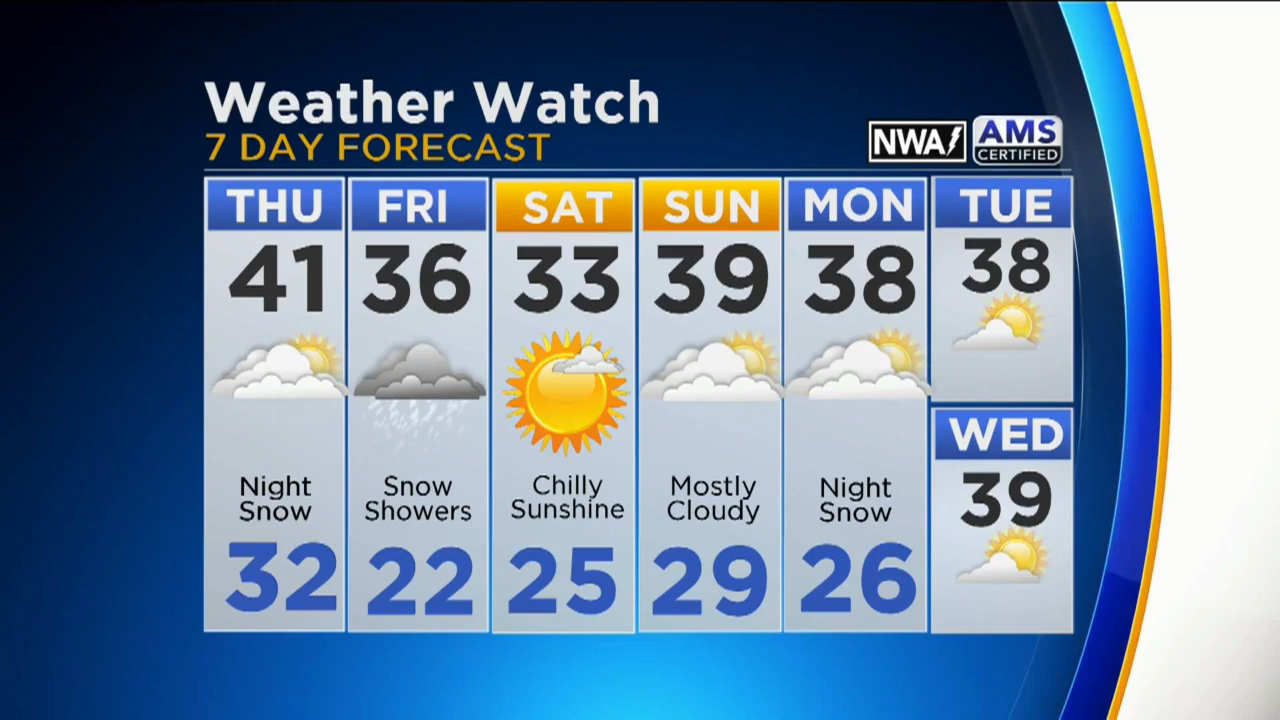 Weather Watch
7 DAY FORECAST
NWA
AMS
CERTIFIED
THU
41
Night
Snow
32
FRI
36
Snow
Showers
22
SAT
33
Chilly
Sunshine
25
SUN
39
Mostly
Cloudy
29
MON
38
Night
Snow
26
TUE
38
WED
39